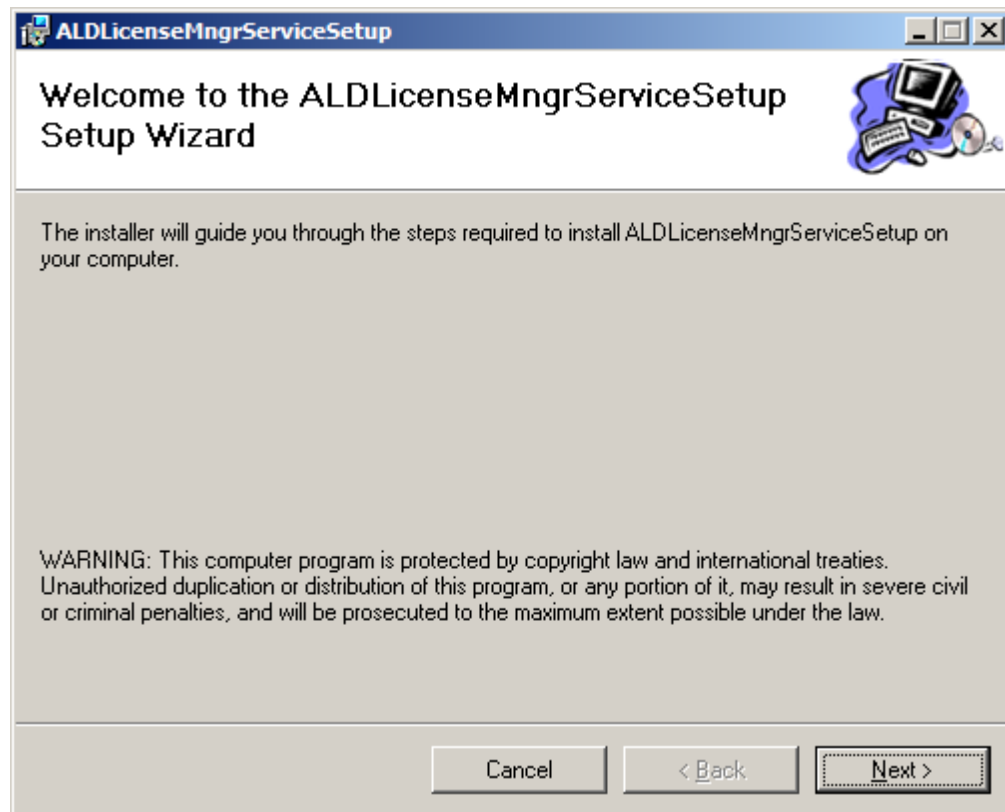 ALDLicenseMngrServiceSetup
Welcome to the ALDLicenseMngrServiceSetup
Setup Wizard
The installer will guide you through the steps required to install ALDLicenseMngrServiceSetup on
your computer.
WARNING: This computer program is protected by copyright law and international treaties.
Unauthorized duplication or distribution of this program, or any portion of it, may result in severe civil
or criminal penalties, and will be prosecuted to the maximum extent possible under the law.
Cancel < Back Next >